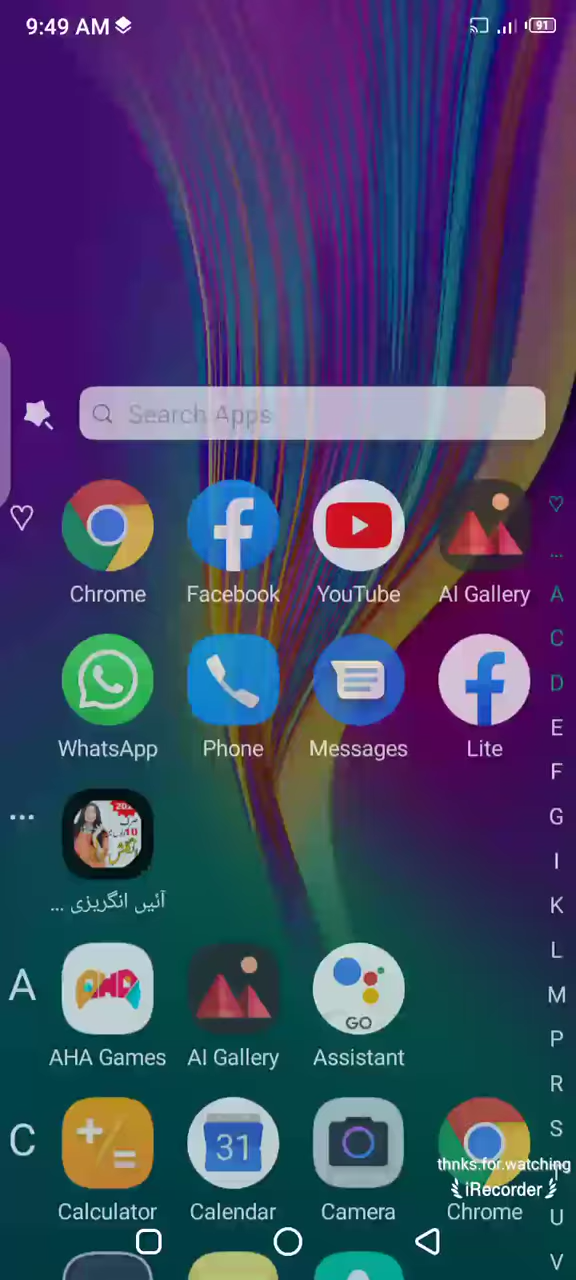 9:49 AM
91
Search Apps
Chrome
Facebook
YouTube
AI Gallery
WhatsApp
Phone
Messages
Lite
آئیں انگریزی ...
A
AHA Games
AI Gallery
GO
Assistant
C
31
Calculator
Calendar
Camera
Chrome
...
A
C
D
E
F
G
I
K
L
M
P
R
S
U
V
thnks.for.watching
iRecorder